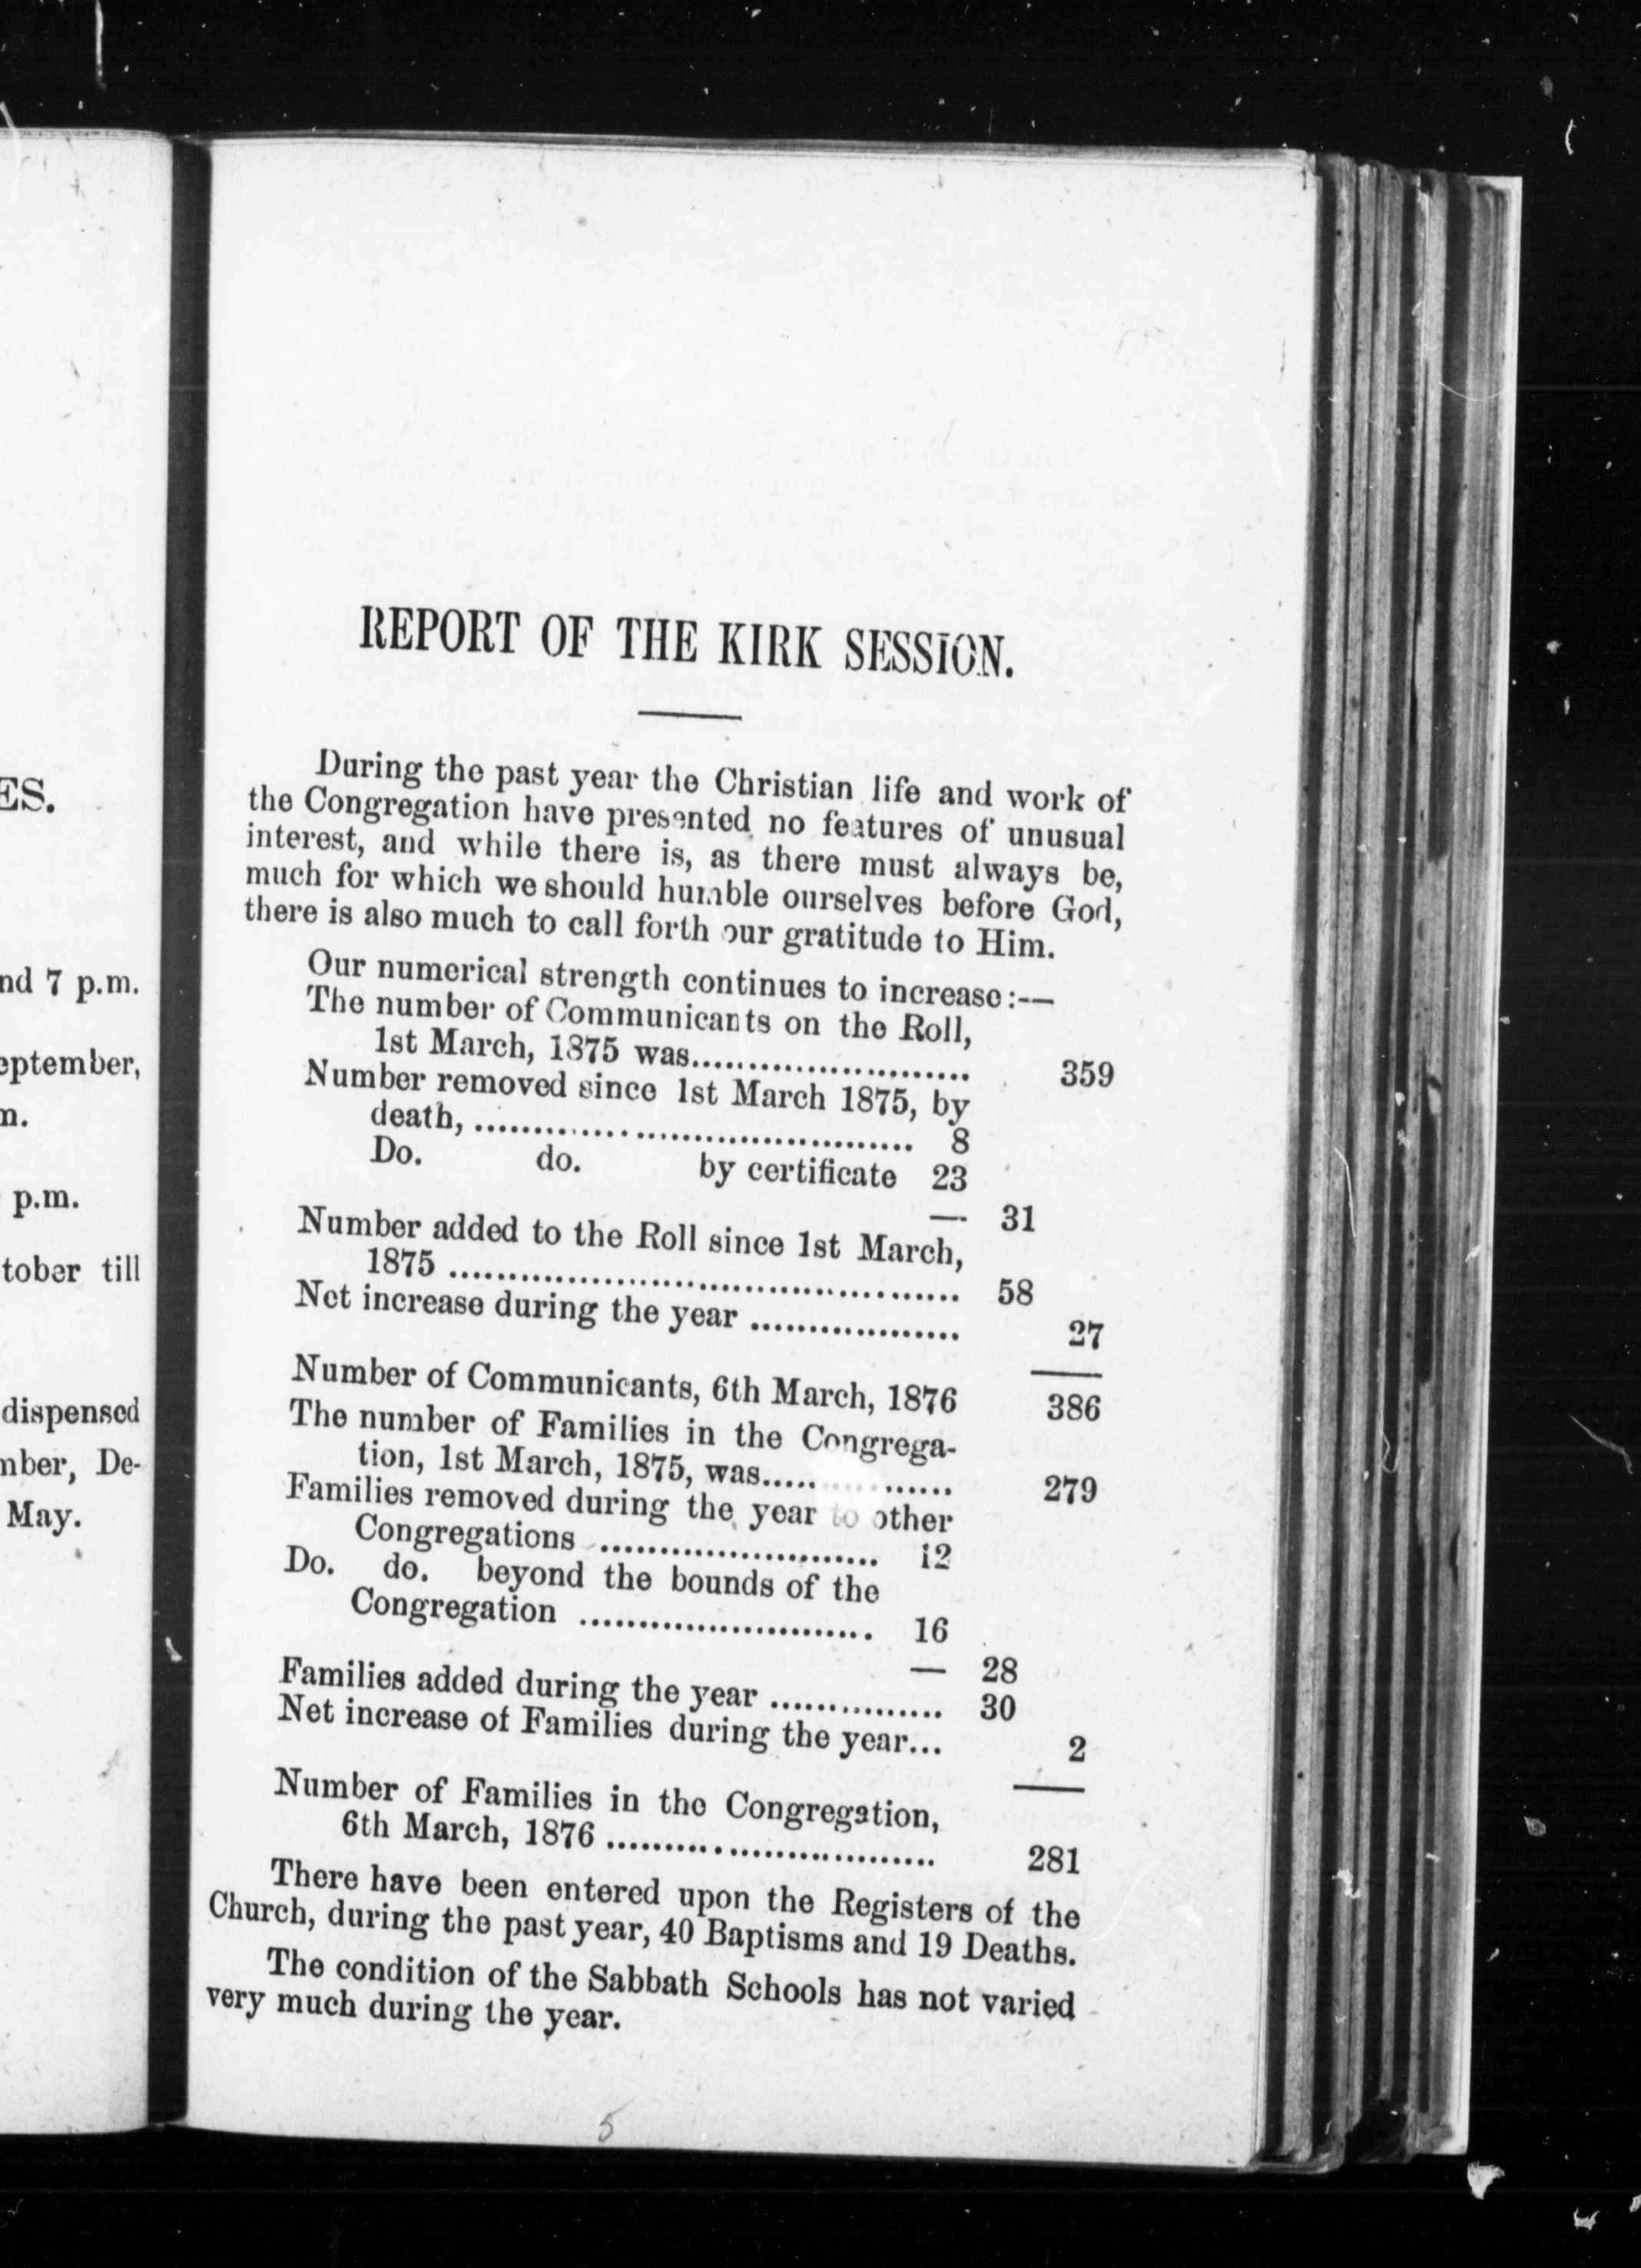 ES.
nd 7 p.m.
eptember,
n.
p.m.
tober till
dispensed
mber, De-
May.
REPORT OF THE KIRK SESSION.
During the past year the Christian life and work of
the Congregation have presented no features of unusual
interest, and while there is, as there must always be,
much for which we should humble ourselves before God,
there is also much to call forth our gratitude to Him.
Our numerical strength continues to increase:--
The number of Communicants on the Roll,
1st March, 1875 was........................ 359
Number removed since 1st March 1875, by
death, ...................................... 8
Do. do. by certificate 23
— 31
Number added to the Roll since 1st March,
1875 ............................................ 58
Net increase during the year .................. 27
Number of Communicants, 6th March, 1876 386
The number of Families in the Congrega-
tion, 1st March, 1875, was................ 279
Families removed during the year to other
Congregations ........................ 12
Do. do. beyond the bounds of the
Congregation ......................... 16
— 28
Families added during the year ............... 30
Net increase of Families during the year... 2
Number of Families in the Congregation,
6th March, 1876 ............................ 281
There have been entered upon the Registers of the
Church, during the past year, 40 Baptisms and 19 Deaths.
The condition of the Sabbath Schools has not varied
very much during the year.
5